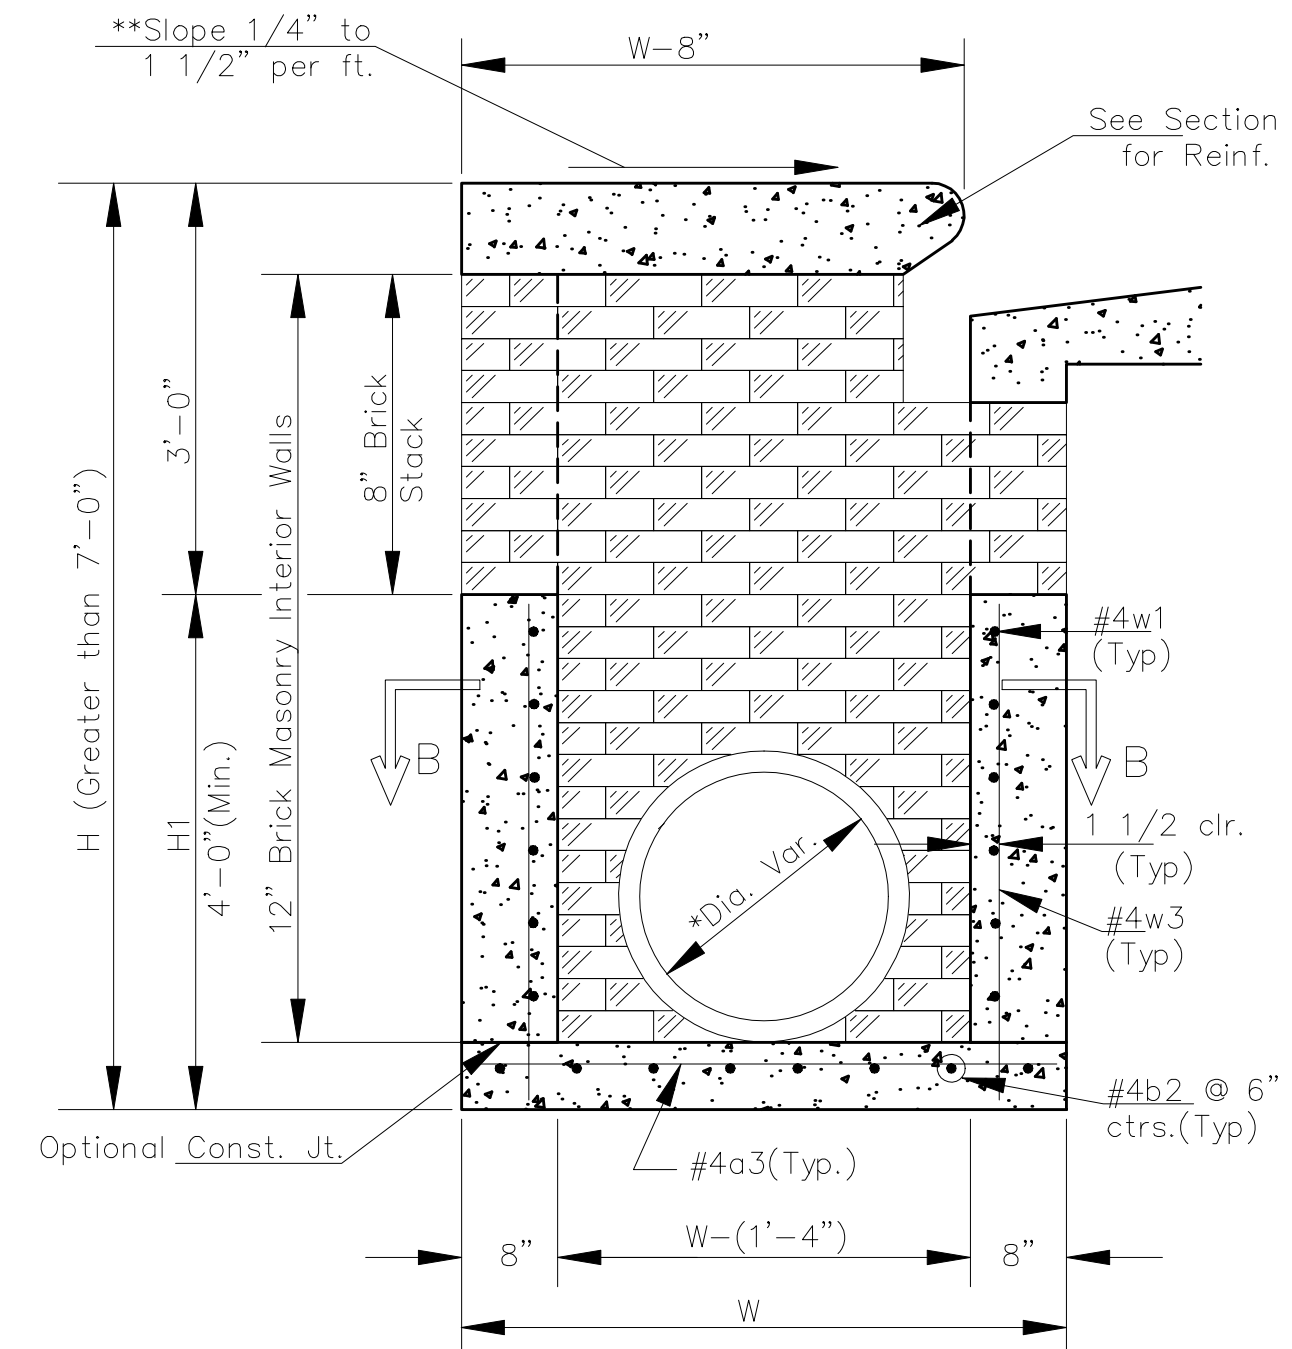 **Slope 1/4" to
1 1/2" per ft.
W-8"
See Section
for Reinf.
H (Greater than 7'-0")
3'-0"
H1
4'-0"(Min.)
12" Brick Masonry Interior Walls
8" Brick
Stack
#4w1
(Typ)
B
B
1 1/2 clr.
(Typ)
*Dia. Var.
#4w3
(Typ)
#4b2 @ 6"
ctrs.(Typ)
Optional Const. Jt.
#4a3(Typ.)
8"
W-(1'-4")
8"
W